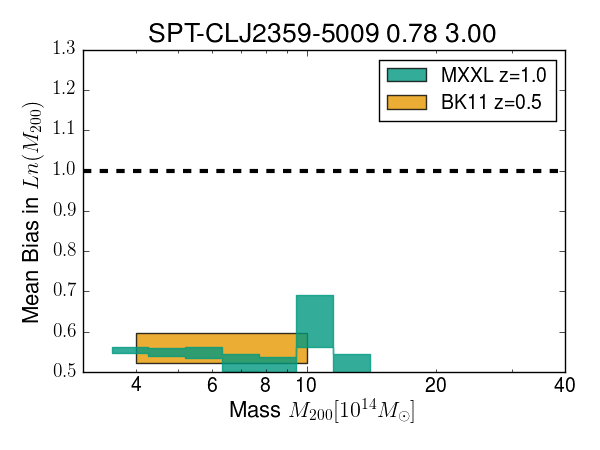 SPT-CLJ2359-5009 0.78 3.00
1.3
1.2
1.1
1.0
0.9
0.8
0.7
0.6
0.5
Mean Bias in Ln(M₂₀₀)
MXXL z=1.0
BK11 z=0.5
4 6 8 10 20 40
Mass M₂₀₀[10¹⁴M☉]